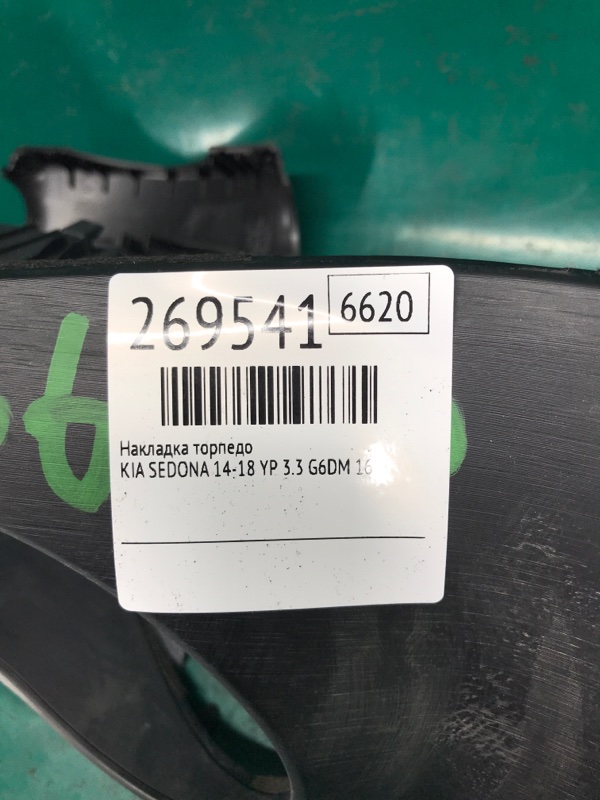 269541
6620
Накладка торпедо
KIA SEDONA 14-18 YP 3.3 G6DM 16